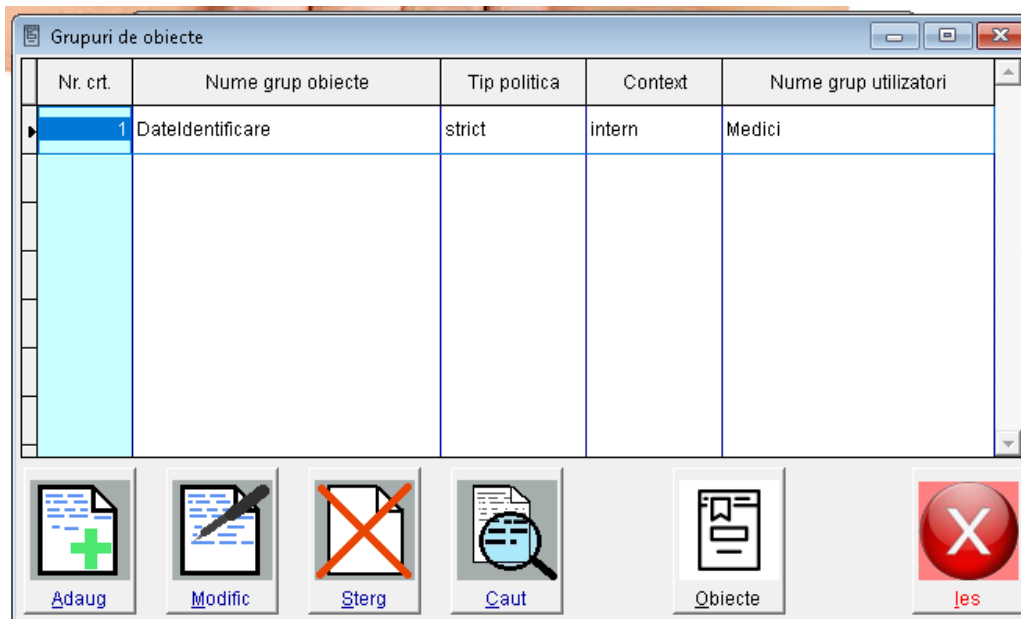 Grupuri de obiecte
Nr. crt. Nume grup obiecte Tip politica Context Nume grup utilizatori
1 DateIdentificare strict intern Medici
Adaug Modific Sterg Caut Obiecte Ies